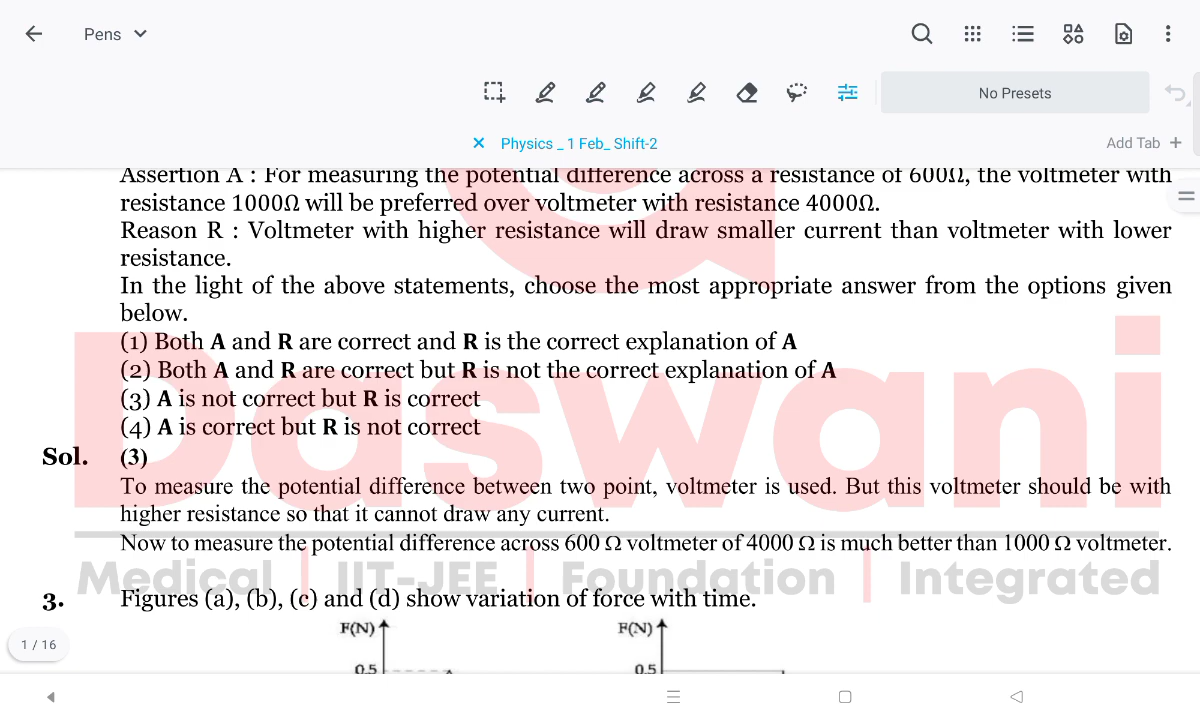 Pens
No Presets
Physics _ 1 Feb_ Shift-2
Add Tab +
Assertion A : For measuring the potential difference across a resistance of 600Ω, the voltmeter with
resistance 1000Ω will be preferred over voltmeter with resistance 4000Ω.
Reason R : Voltmeter with higher resistance will draw smaller current than voltmeter with lower
resistance.
In the light of the above statements, choose the most appropriate answer from the options given
below.
(1) Both A and R are correct and R is the correct explanation of A
(2) Both A and R are correct but R is not the correct explanation of A
(3) A is not correct but R is correct
(4) A is correct but R is not correct
Sol. (3)
Daswani
To measure the potential difference between two point, voltmeter is used. But this voltmeter should be with
higher resistance so that it cannot draw any current.
Now to measure the potential difference across 600 Ω voltmeter of 4000 Ω is much better than 1000 Ω voltmeter.
Medical | IIT-JEE | Foundation | Integrated
3. Figures (a), (b), (c) and (d) show variation of force with time.
F(N) F(N)
1 / 16
0.5 0.5